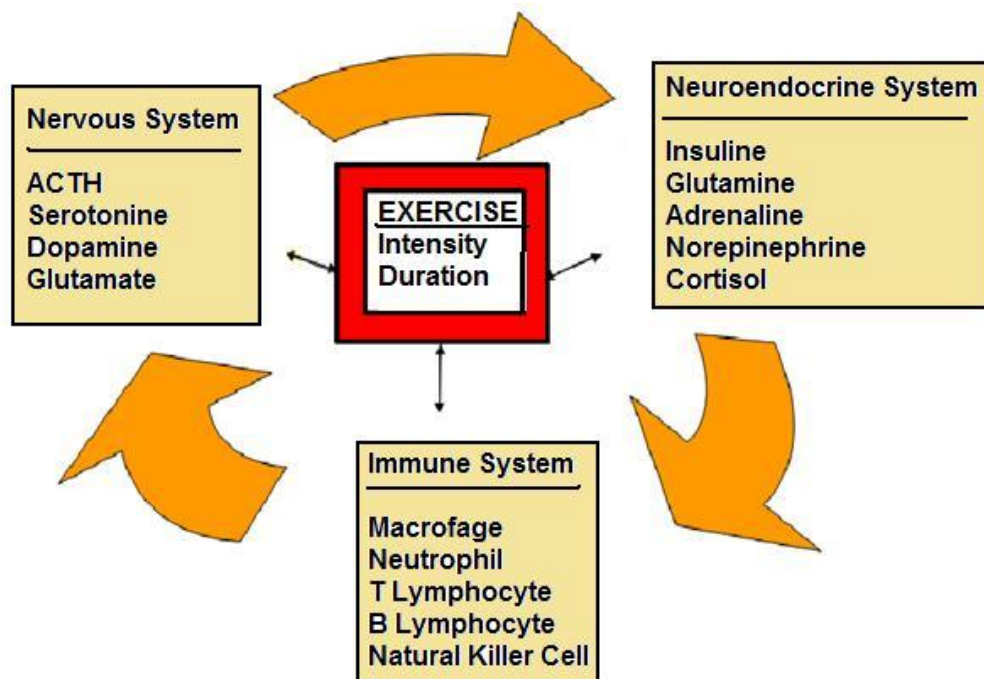 Nervous System
ACTH
Serotonine
Dopamine
Glutamate
EXERCISE
Intensity
Duration
Neuroendocrine System
Insuline
Glutamine
Adrenaline
Norepinephrine
Cortisol
Immune System
Macrofage
Neutrophil
T Lymphocyte
B Lymphocyte
Natural Killer Cell